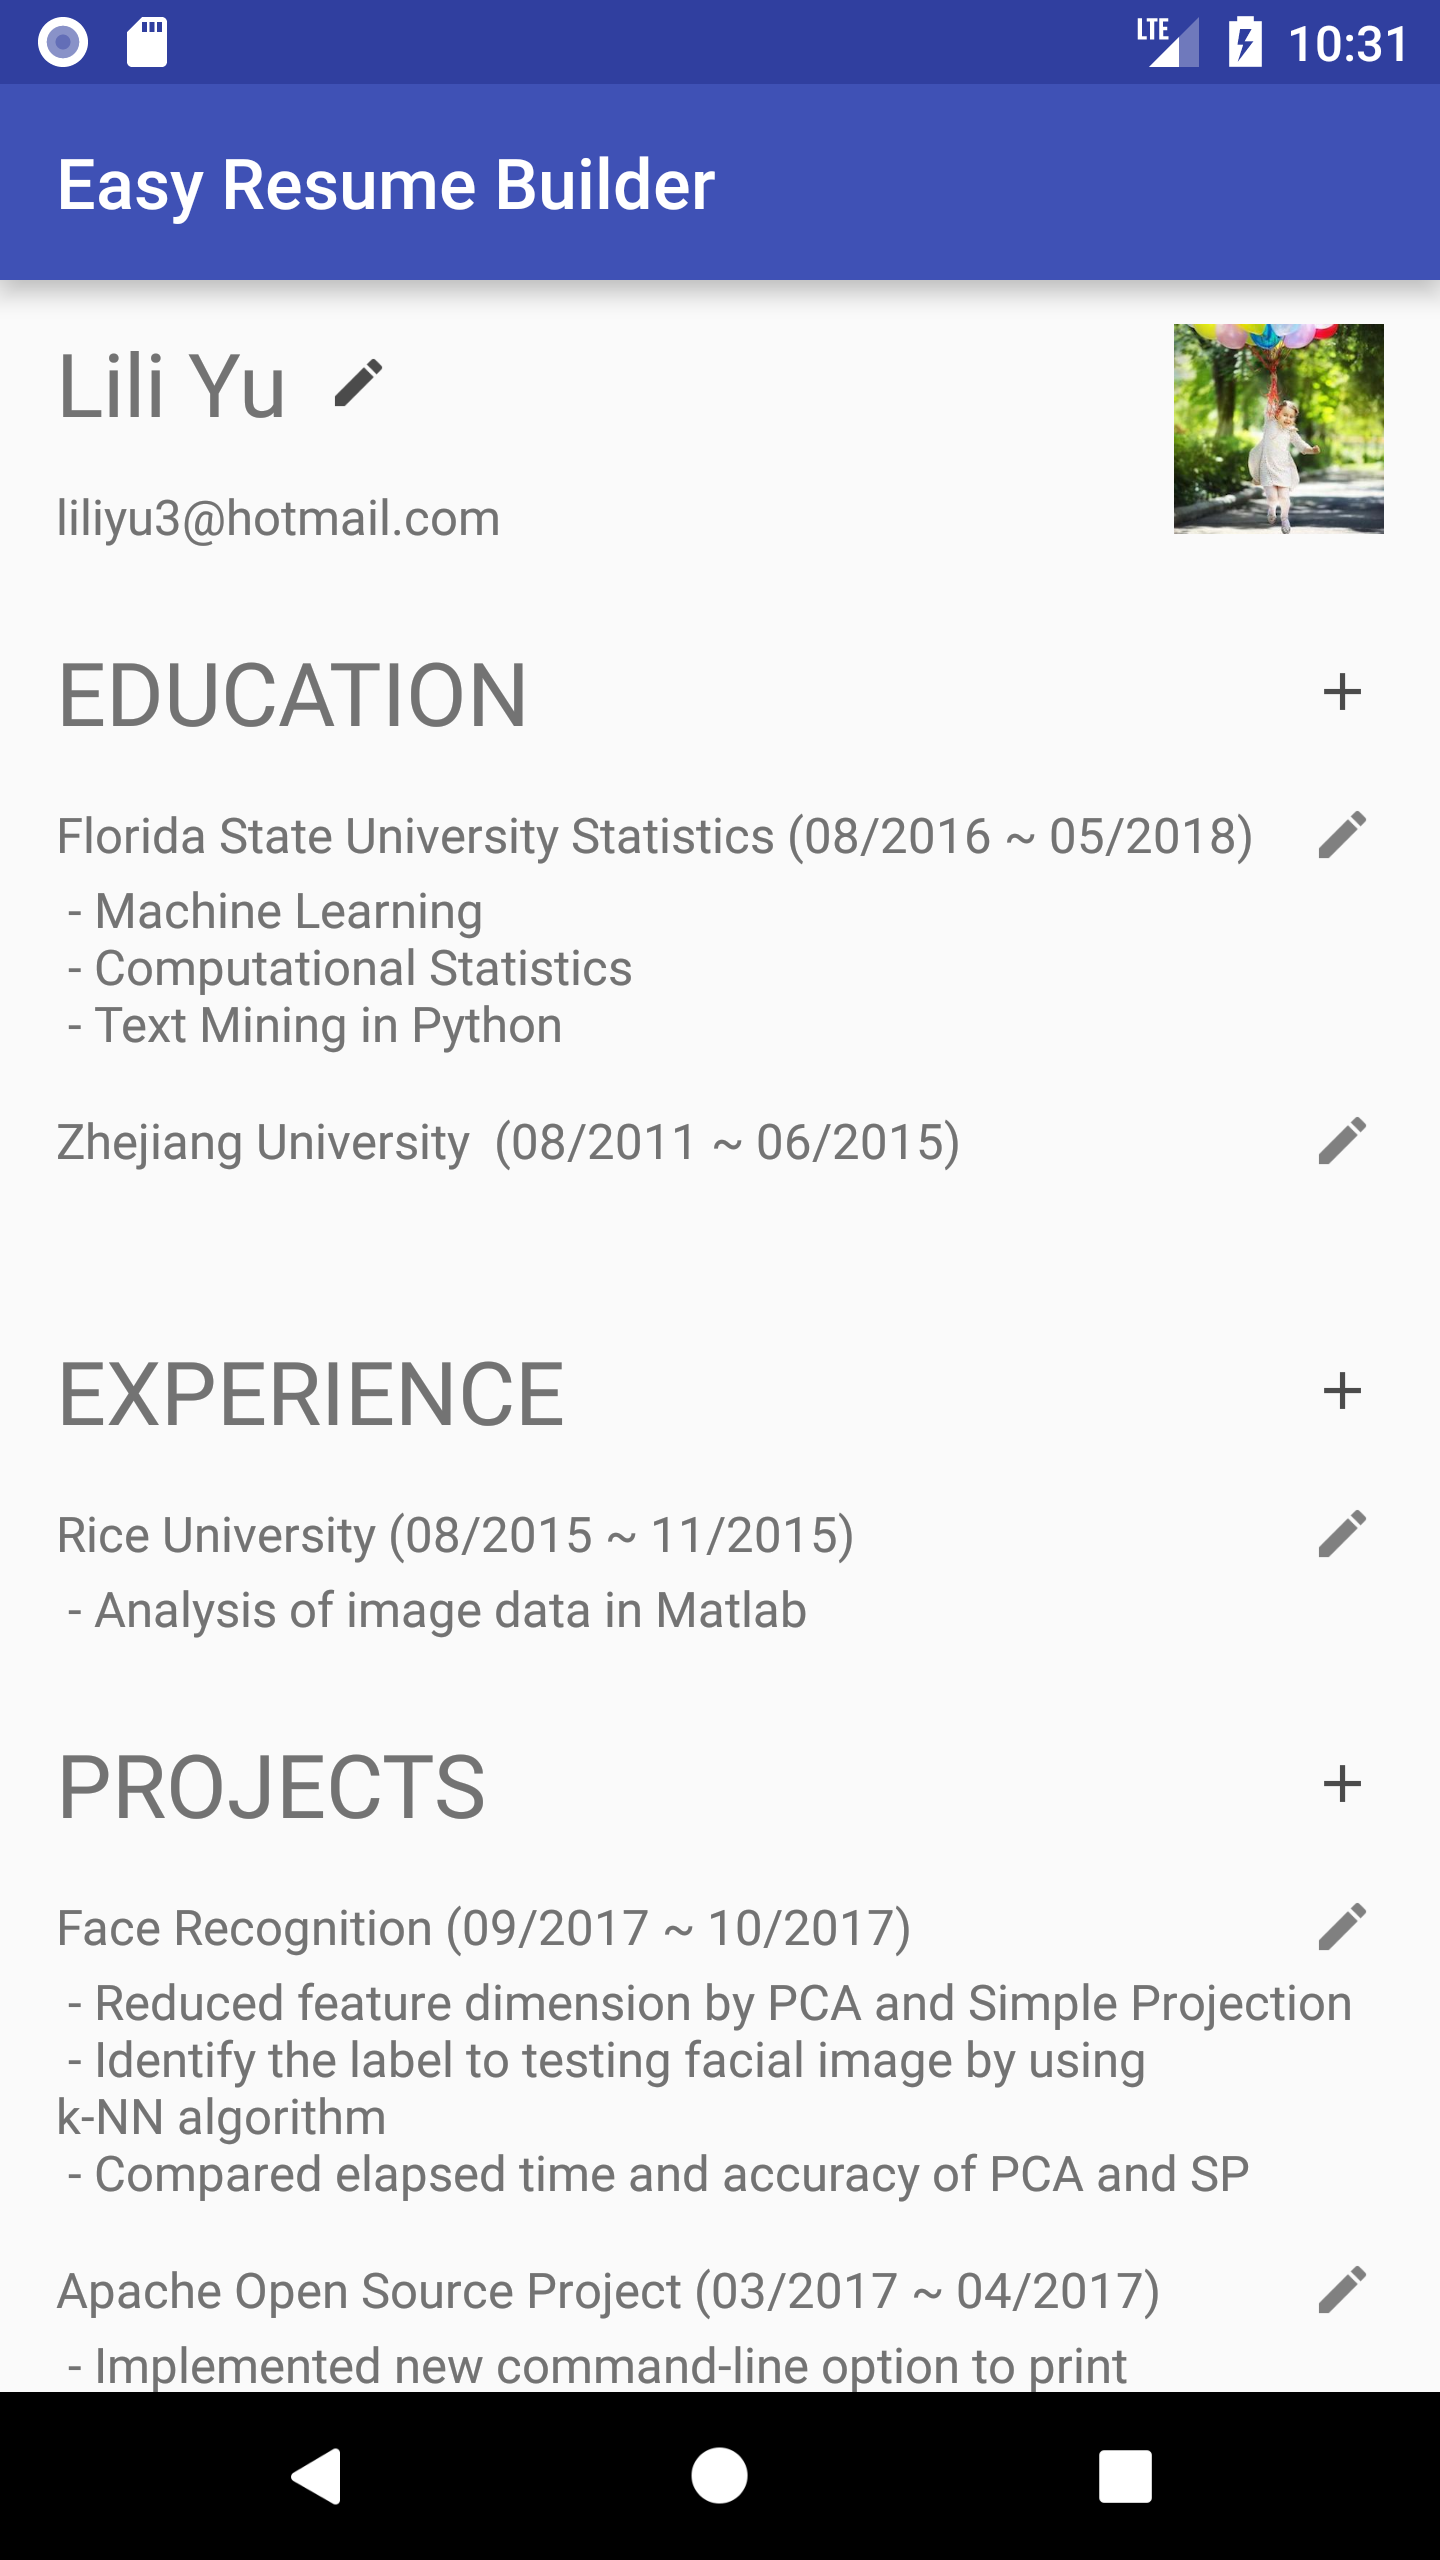 LTE 10:31
Easy Resume Builder
Lili Yu
liliyu3@hotmail.com
EDUCATION
Florida State University Statistics (08/2016 ~ 05/2018)
- Machine Learning
- Computational Statistics
- Text Mining in Python
Zhejiang University  (08/2011 ~ 06/2015)
EXPERIENCE
Rice University (08/2015 ~ 11/2015)
- Analysis of image data in Matlab
PROJECTS
Face Recognition (09/2017 ~ 10/2017)
- Reduced feature dimension by PCA and Simple Projection
- Identify the label to testing facial image by using
k-NN algorithm
- Compared elapsed time and accuracy of PCA and SP
Apache Open Source Project (03/2017 ~ 04/2017)
- Implemented new command-line option to print